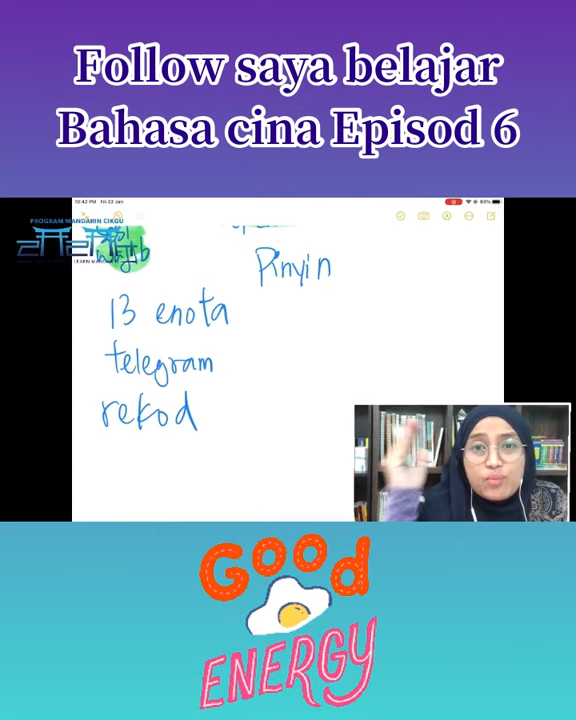 Follow saya belajar
Bahasa cina Episod 6
10:42 PM Fri 22 Jan
93%
PROGRAM MANDARIN CIKGU
Pinyin
13 enota
telegram
rekod
GOOD
ENERGY